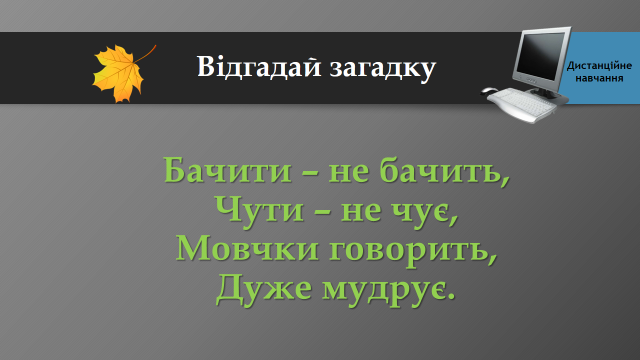 Відгадай загадку
Дистанційне
навчання
Бачити – не бачить,
Чути – не чує,
Мовчки говорить,
Дуже мудрує.